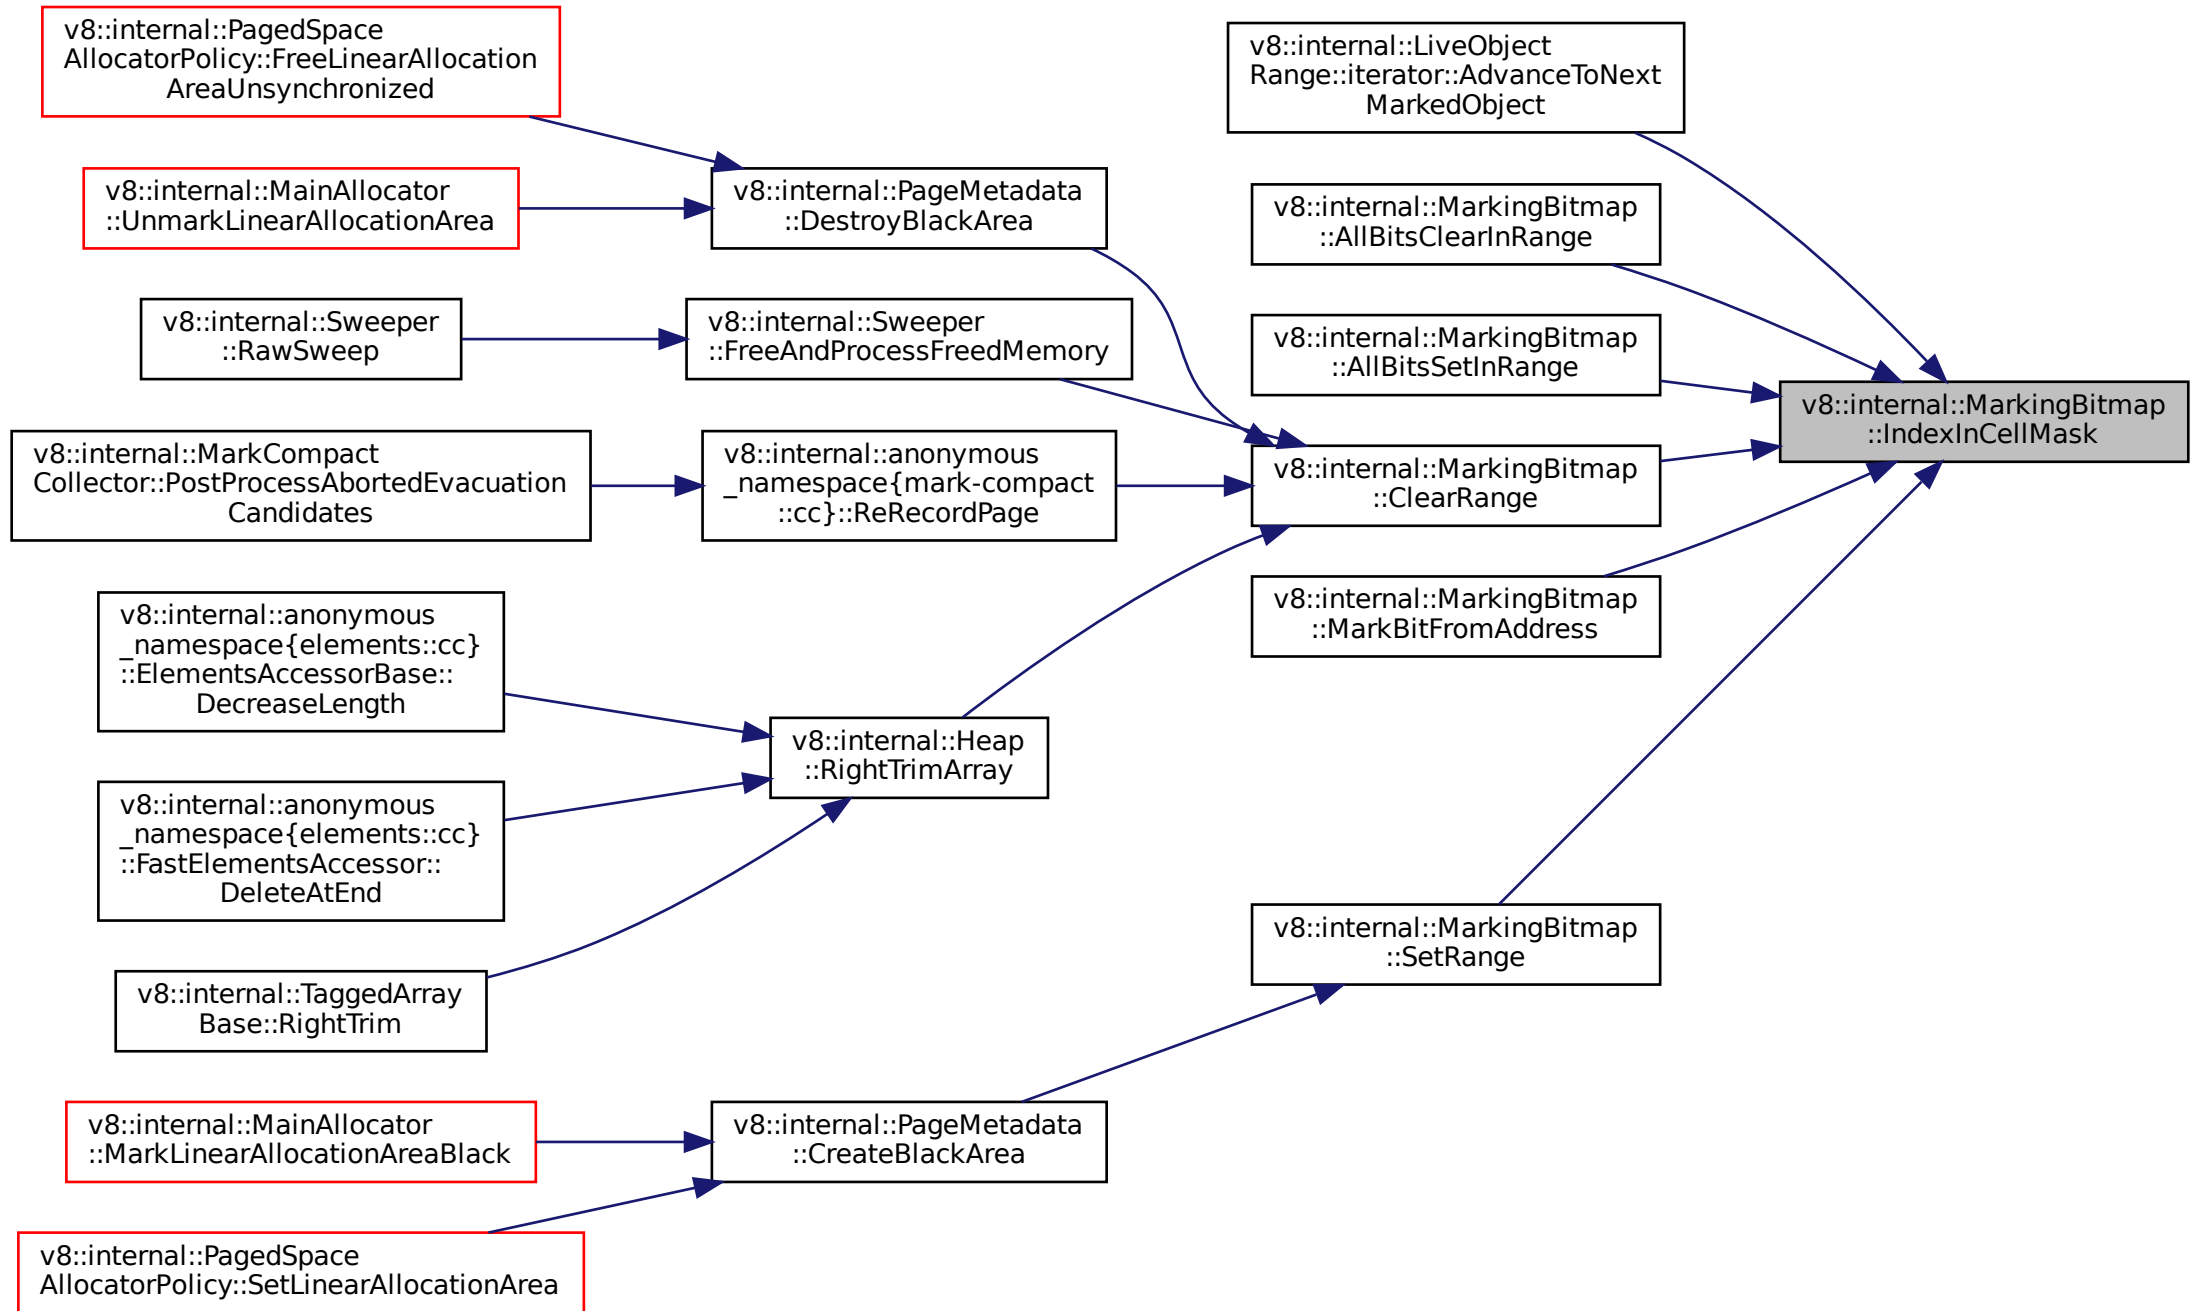 v8::internal::PagedSpace
AllocatorPolicy::FreeLinearAllocation
AreaUnsynchronized
v8::internal::MainAllocator
::UnmarkLinearAllocationArea
v8::internal::Sweeper
::RawSweep
v8::internal::MarkCompact
Collector::PostProcessAbortedEvacuation
Candidates
v8::internal::anonymous
_namespace{elements::cc}
::ElementsAccessorBase::
DecreaseLength
v8::internal::anonymous
_namespace{elements::cc}
::FastElementsAccessor::
DeleteAtEnd
v8::internal::TaggedArray
Base::RightTrim
v8::internal::MainAllocator
::MarkLinearAllocationAreaBlack
v8::internal::PagedSpace
AllocatorPolicy::SetLinearAllocationArea
v8::internal::PageMetadata
::DestroyBlackArea
v8::internal::Sweeper
::FreeAndProcessFreedMemory
v8::internal::anonymous
_namespace{mark-compact
::cc}::ReRecordPage
v8::internal::Heap
::RightTrimArray
v8::internal::PageMetadata
::CreateBlackArea
v8::internal::LiveObject
Range::iterator::AdvanceToNext
MarkedObject
v8::internal::MarkingBitmap
::AllBitsClearInRange
v8::internal::MarkingBitmap
::AllBitsSetInRange
v8::internal::MarkingBitmap
::ClearRange
v8::internal::MarkingBitmap
::MarkBitFromAddress
v8::internal::MarkingBitmap
::SetRange
v8::internal::MarkingBitmap
::IndexInCellMask